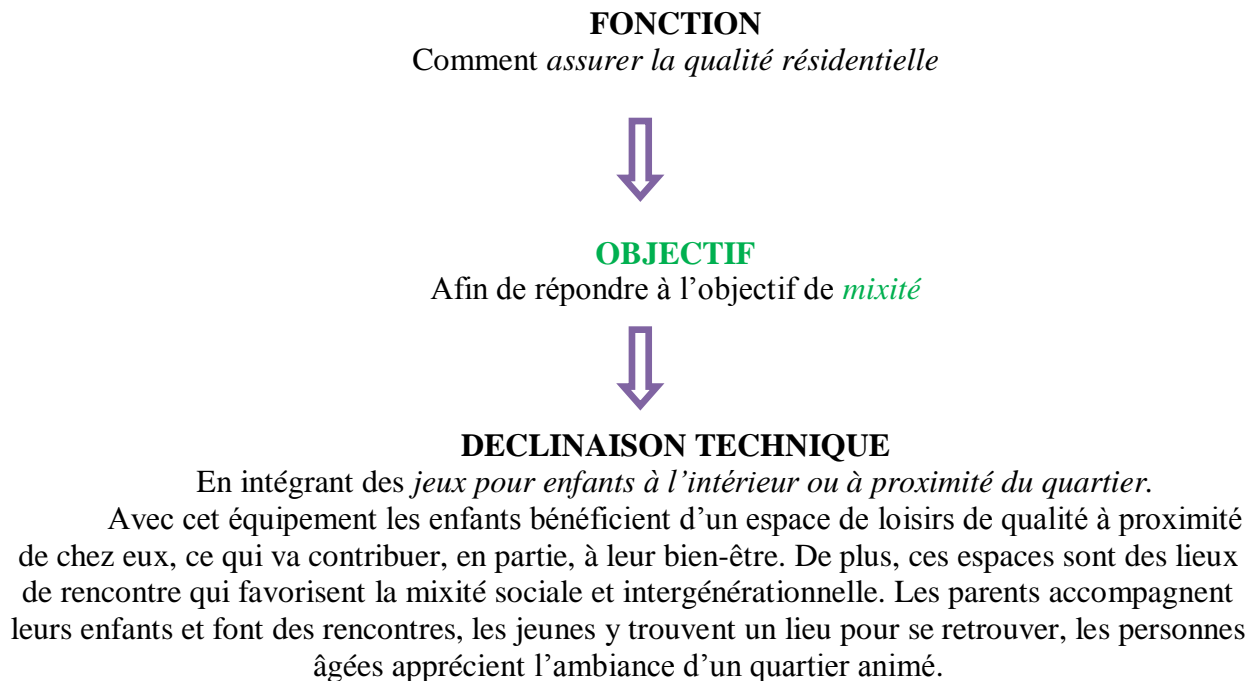 FONCTION
Comment assurer la qualité résidentielle
OBJECTIF
Afin de répondre à l’objectif de mixité
DECLINAISON TECHNIQUE
En intégrant des jeux pour enfants à l’intérieur ou à proximité du quartier.
Avec cet équipement les enfants bénéficient d’un espace de loisirs de qualité à proximité
de chez eux, ce qui va contribuer, en partie, à leur bien-être. De plus, ces espaces sont des lieux
de rencontre qui favorisent la mixité sociale et intergénérationnelle. Les parents accompagnent
leurs enfants et font des rencontres, les jeunes y trouvent un lieu pour se retrouver, les personnes
âgées apprécient l’ambiance d’un quartier animé.